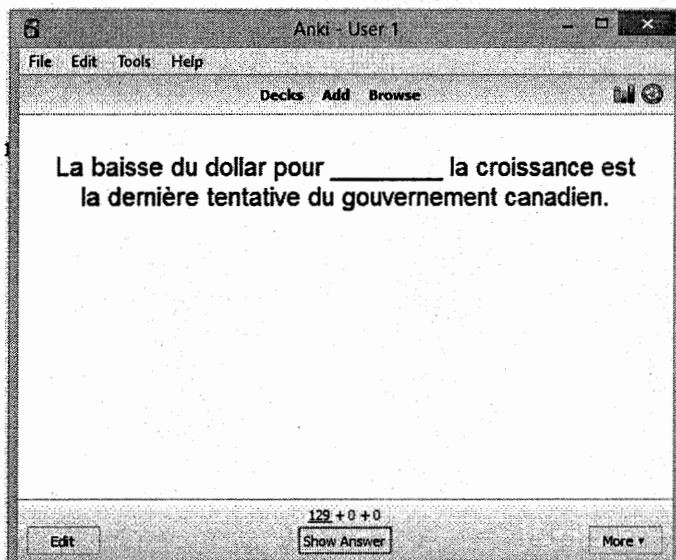 Anki - User 1
File Edit Tools Help
Decks Add Browse
La baisse du dollar pour ________ la croissance est
la dernière tentative du gouvernement canadien.
129 + 0 + 0
Edit Show Answer More ▾